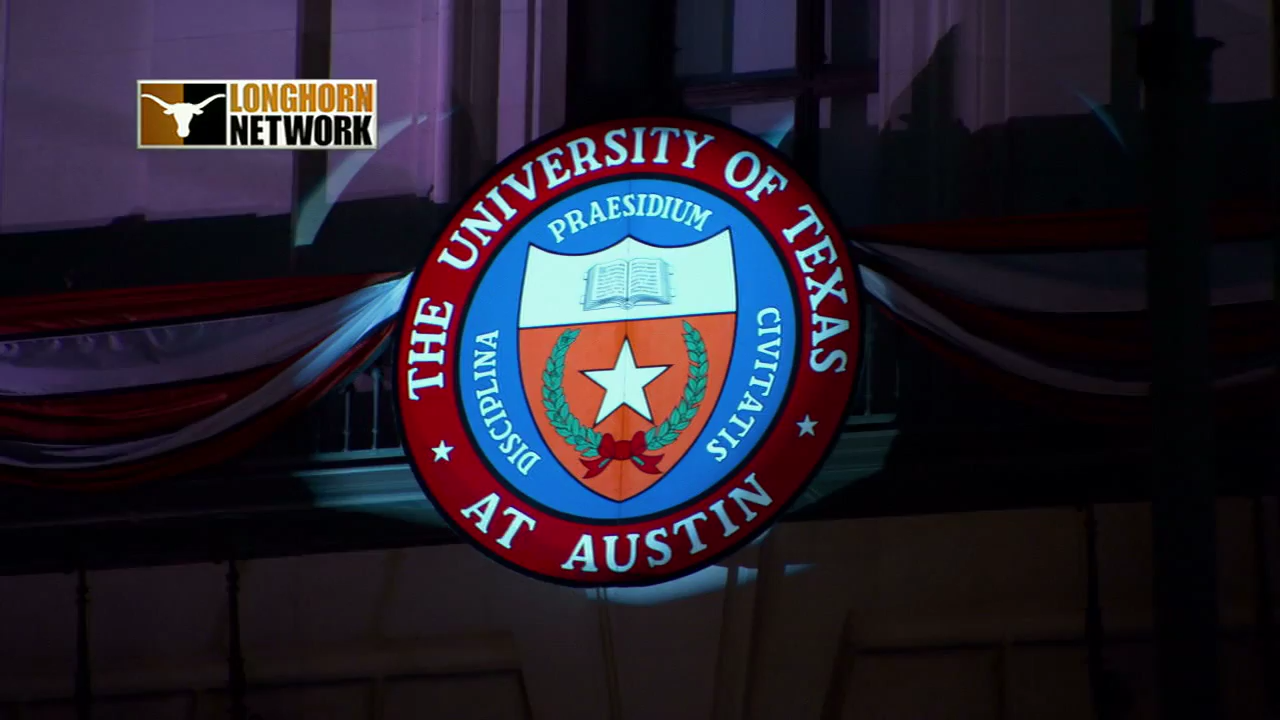 LONGHORN
NETWORK
THE UNIVERSITY OF TEXAS
AT AUSTIN
PRAESIDIUM
DISCIPLINA
CIVITATIS